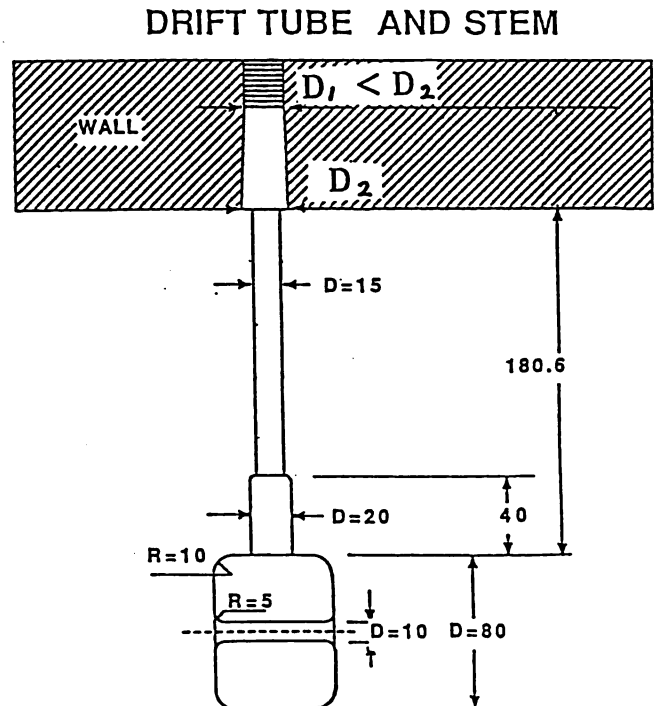 DRIFT TUBE AND STEM
D₁ < D₂
WALL
D₂
D=15
180.6
D=20
40
R=10
R=5
D=10
D=80